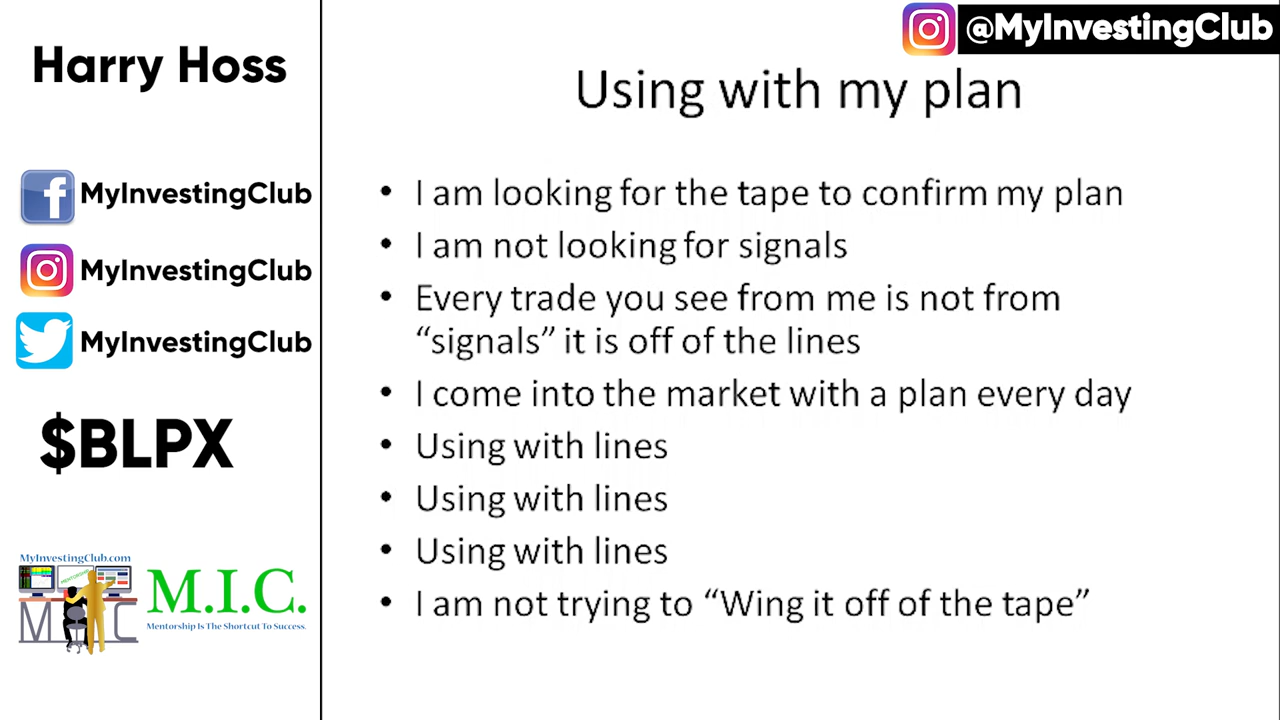 Harry Hoss
MyInvestingClub
MyInvestingClub
MyInvestingClub
$BLPX
MyInvestingClub.com
MENTORSHIP
MIC
M.I.C.
Mentorship Is The Shortcut To Success.
@MyInvestingClub
Using with my plan
• I am looking for the tape to confirm my plan
• I am not looking for signals
• Every trade you see from me is not from
“signals” it is off of the lines
• I come into the market with a plan every day
• Using with lines
• Using with lines
• Using with lines
• I am not trying to “Wing it off of the tape”